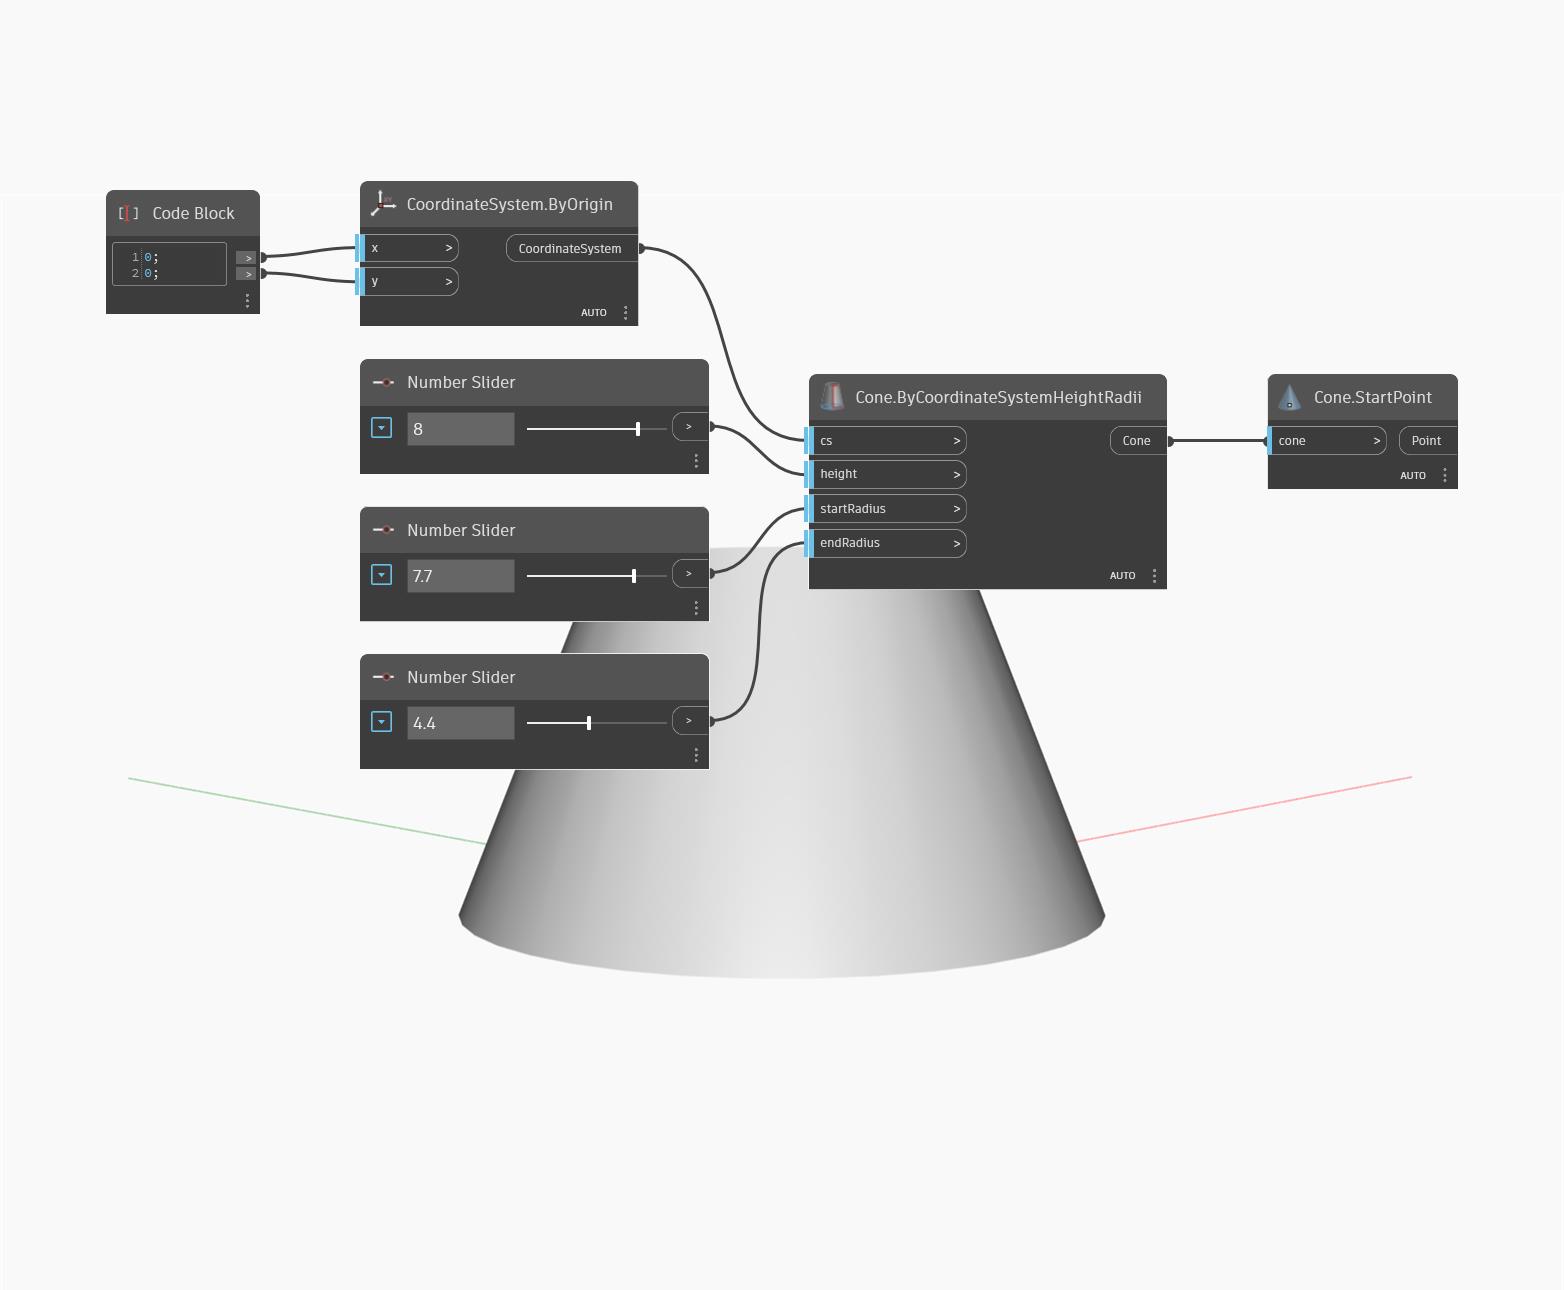 Code Block
1 0;
2 0;
>
>
CoordinateSystem.ByOrigin
x >
y >
CoordinateSystem
AUTO
Number Slider
8
>
Number Slider
7.7
>
Number Slider
4.4
>
Cone.ByCoordinateSystemHeightRadii
cs >
height >
startRadius >
endRadius >
Cone
AUTO
Cone.StartPoint
cone >
Point
AUTO